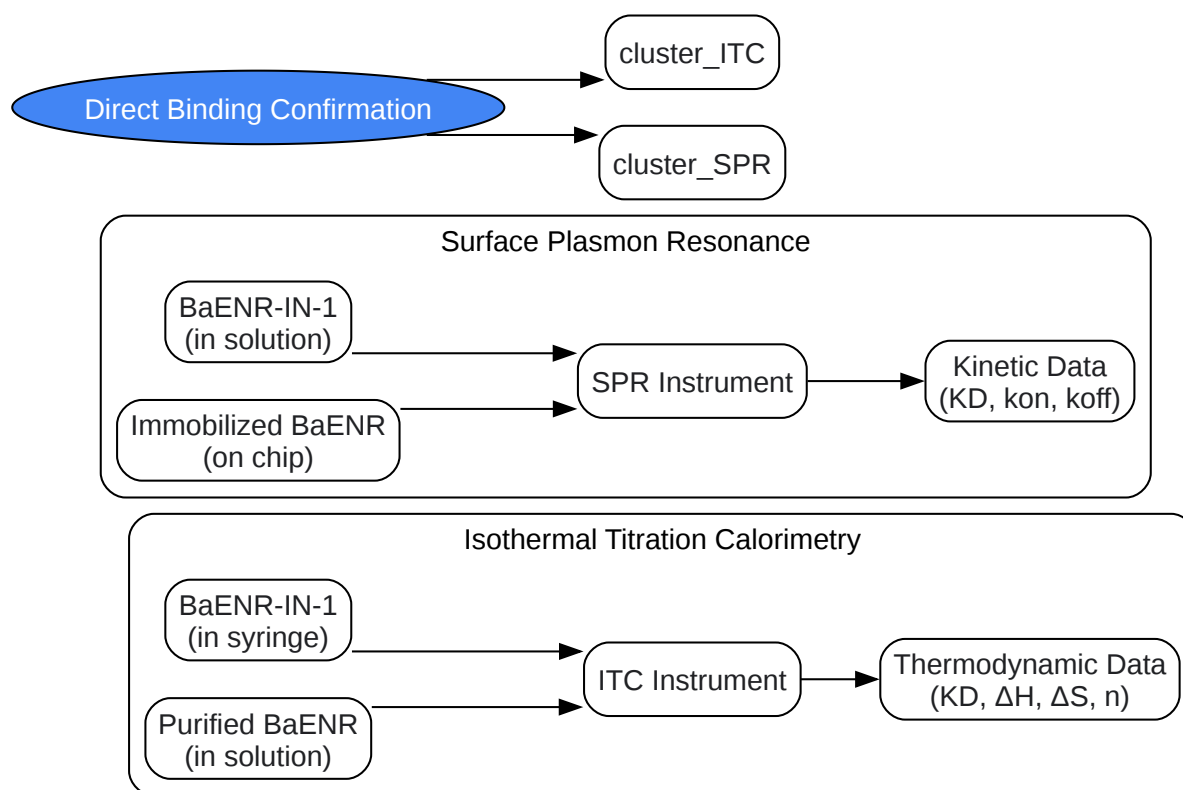 cluster_ITC
Direct Binding Confirmation
cluster_SPR
Surface Plasmon Resonance
BaENR-IN-1
(in solution)
SPR Instrument
Kinetic Data
(KD, kon, koff)
Immobilized BaENR
(on chip)
Isothermal Titration Calorimetry
BaENR-IN-1
(in syringe)
ITC Instrument
Thermodynamic Data
(KD, ΔH, ΔS, n)
Purified BaENR
(in solution)